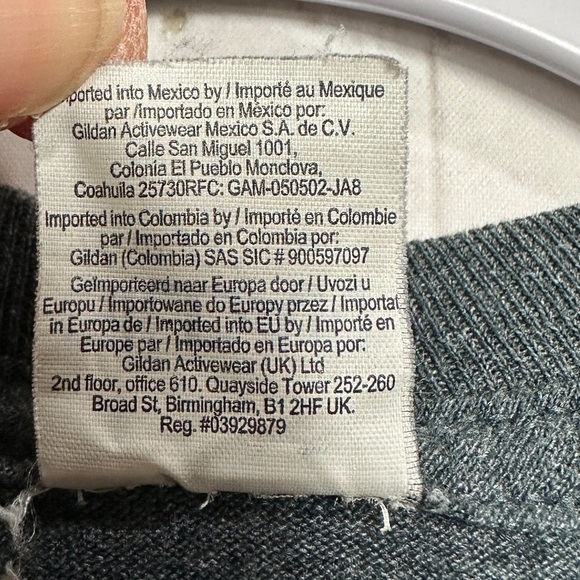 ported into Mexico by / Importé au Mexique
par /Importado en México por:
Gildan Activewear Mexico S.A. de C.V.
Calle San Miguel 1001,
Colonia El Pueblo Monclova,
Coahuila 25730RFC: GAM-050502-JA8
Imported into Colombia by / Importé en Colombie
par / Importado en Colombia por:
Gildan (Colombia) SAS SIC # 900597097
Geïmporteerd naar Europa door / Uvozi u
Europu / Importowane do Europy przez / Importat
in Europa de / Imported into EU by / Importé en
Europe par / Importado en Europa por:
Gildan Activewear (UK) Ltd
2nd floor, office 610. Quayside Tower 252-260
Broad St, Birmingham, B1 2HF UK.
Reg. #03929879